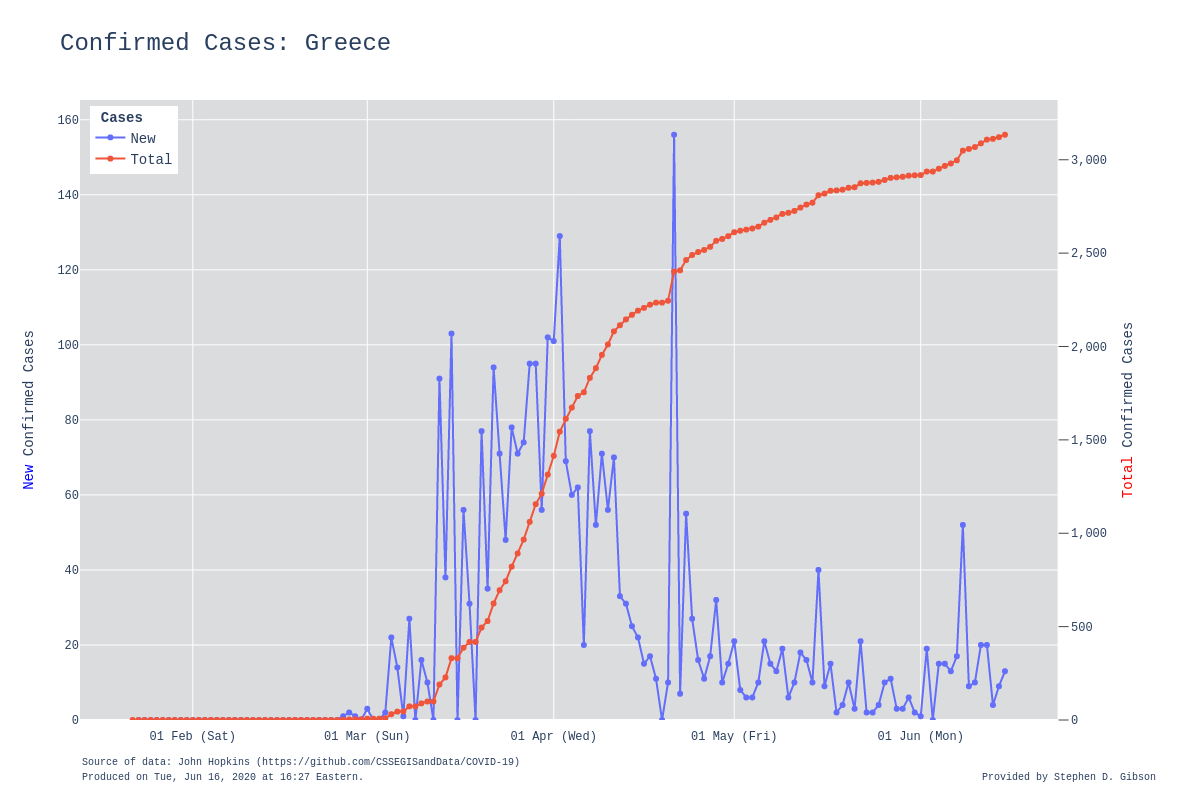 Confirmed Cases: Greece
Cases
New
Total
160
140
120
100
80
60
40
20
0
3,000
2,500
2,000
1,500
1,000
500
0
New Confirmed Cases
Total Confirmed Cases
01 Feb (Sat)
01 Mar (Sun)
01 Apr (Wed)
01 May (Fri)
01 Jun (Mon)
Source of data: John Hopkins (https://github.com/CSSEGISandData/COVID-19)
Produced on Tue, Jun 16, 2020 at 16:27 Eastern.
Provided by Stephen D. Gibson